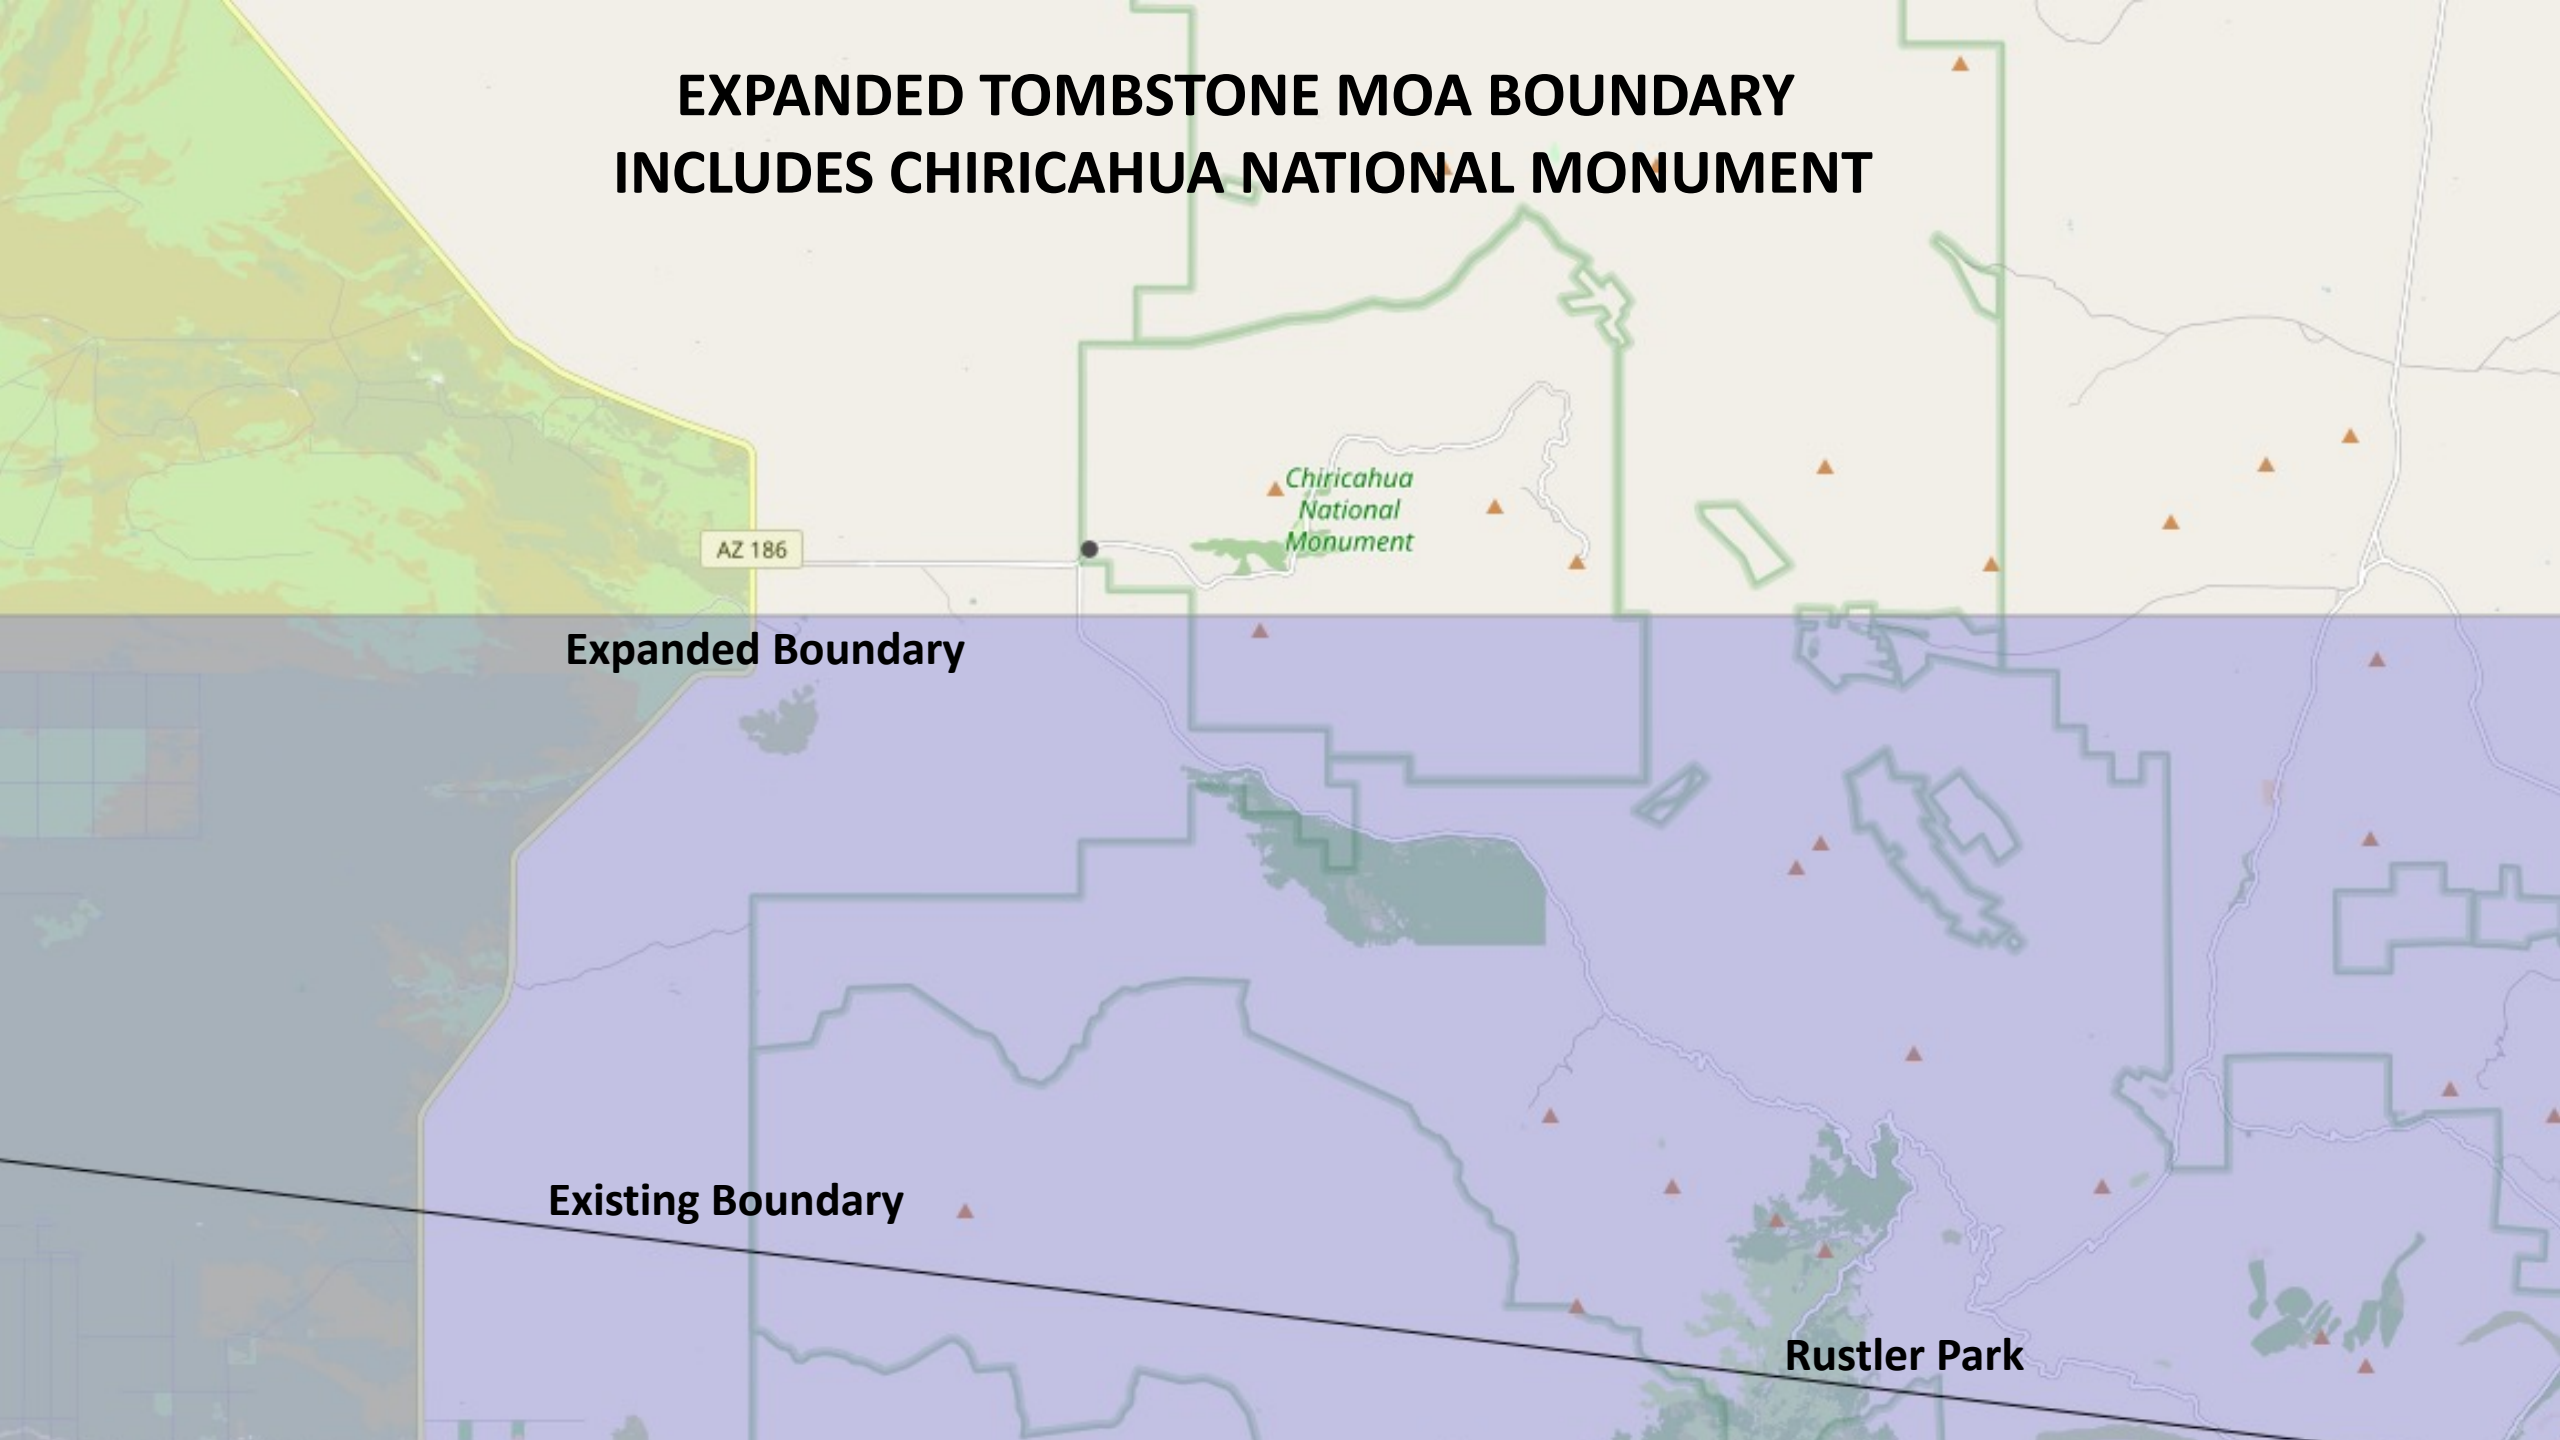 EXPANDED TOMBSTONE MOA BOUNDARY
INCLUDES CHIRICAHUA NATIONAL MONUMENT
Chiricahua
National
Monument
AZ 186
Expanded Boundary
Existing Boundary
Rustler Park